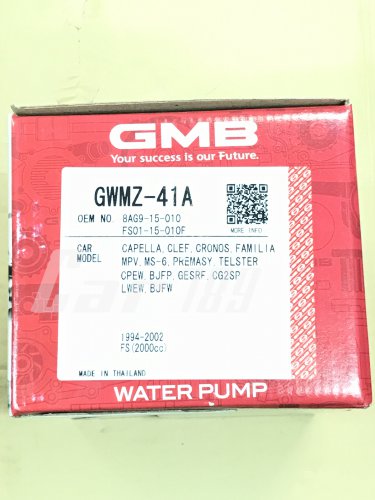 GMB
Your success is our Future.
GWMZ-41A
OEM NO. 8AG9-15-010
FS01-15-010F
MORE INFO
CAR MODEL CAPELLA, CLEF, CRONOS, FAMILIA
MPV, MS-6, PREMASY, TELSTER
CPEW, BJFP, GESRF, CG2SP
LWEW, BJFW
1994-2002
FS(2000cc)
MADE IN THAILAND
WATER PUMP